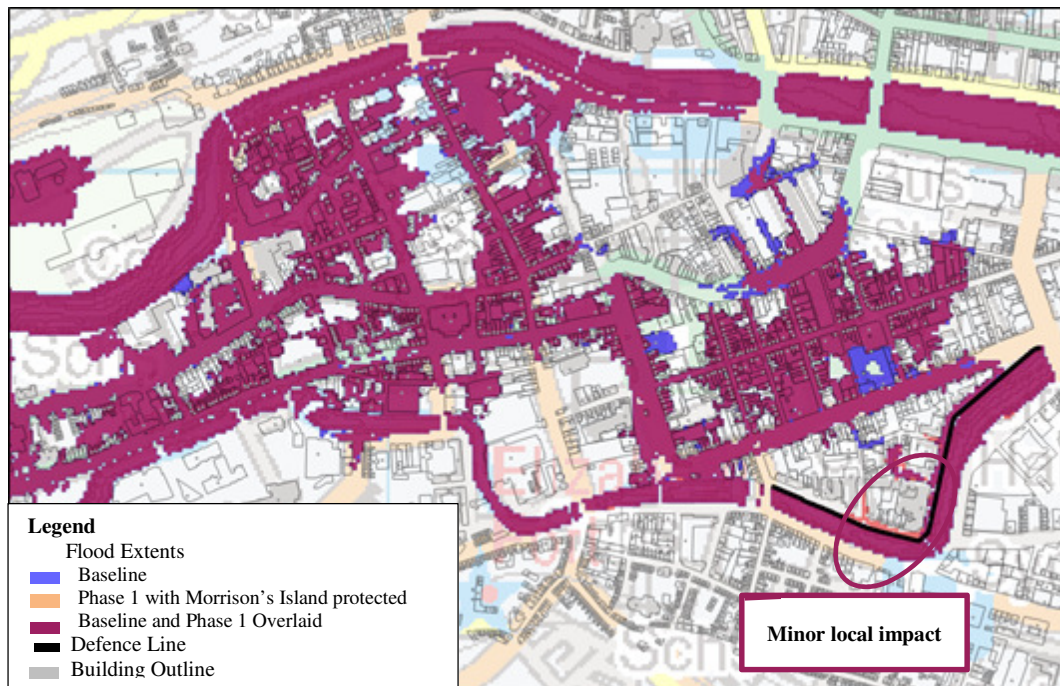 Legend
Flood Extents
Baseline
Phase 1 with Morrison's Island protected
Baseline and Phase 1 Overlaid
Defence Line
Building Outline
Minor local impact